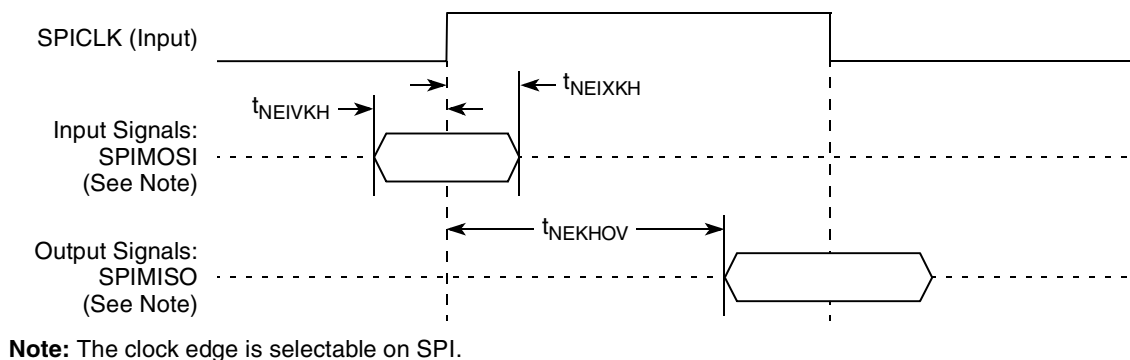 SPICLK (Input)
tNEIXKH
tNEIVKH
Input Signals:
SPIMOSI
(See Note)
tNEKHOV
Output Signals:
SPIMISO
(See Note)
Note: The clock edge is selectable on SPI.